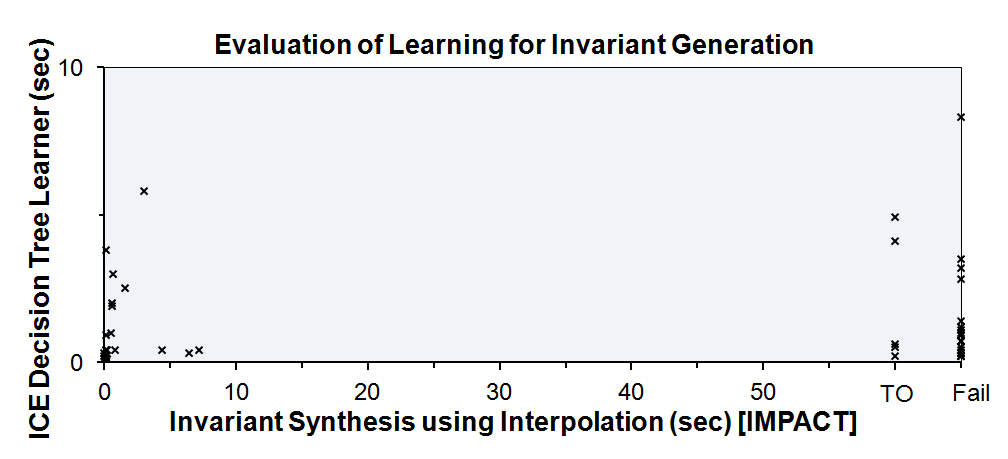 Evaluation of Learning for Invariant Generation
ICE Decision Tree Learner (sec)
10
0
0 10 20 30 40 50 TO Fail
Invariant Synthesis using Interpolation (sec) [IMPACT]